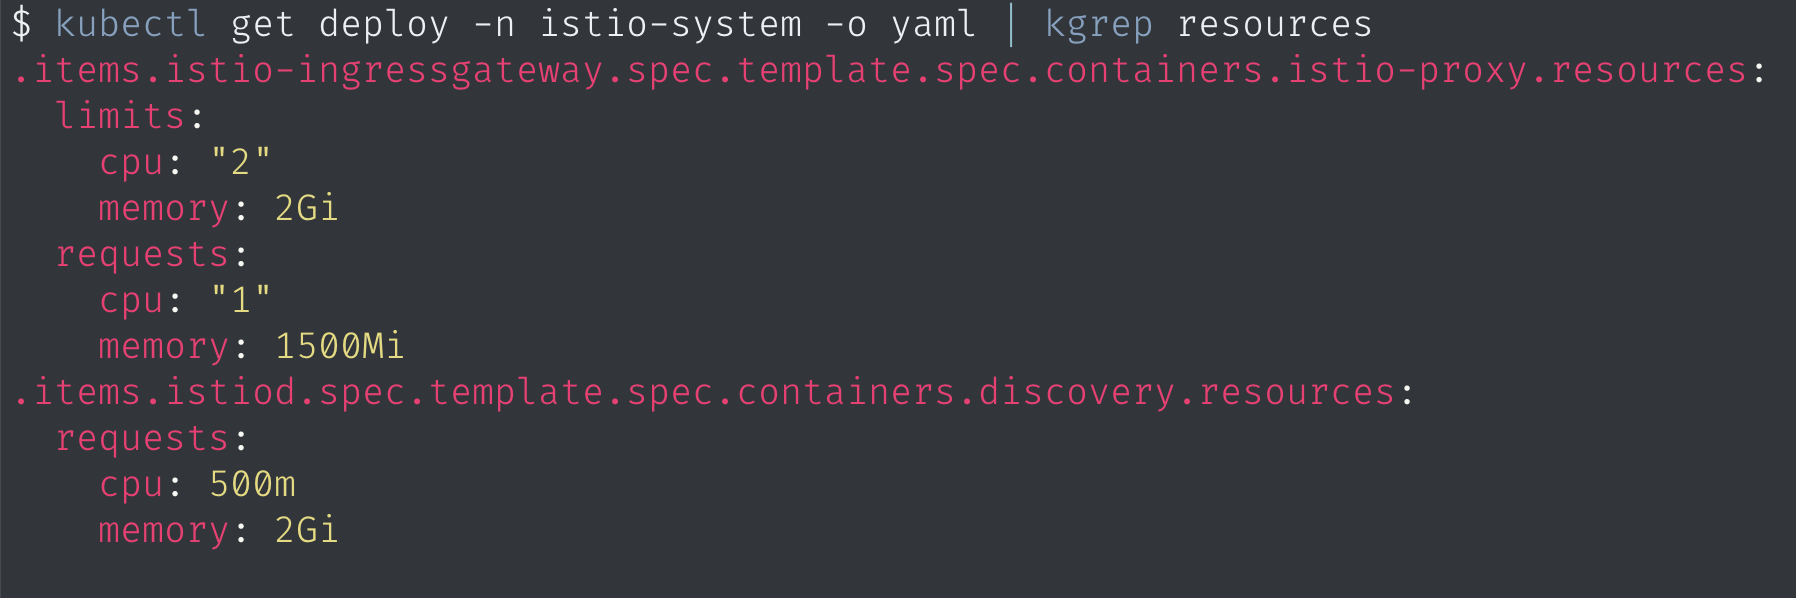 $ kubectl get deploy -n istio-system -o yaml | kgrep resources
.items.istio-ingressgateway.spec.template.spec.containers.istio-proxy.resources:
  limits:
    cpu: "2"
    memory: 2Gi
  requests:
    cpu: "1"
    memory: 1500Mi
.items.istiod.spec.template.spec.containers.discovery.resources:
  requests:
    cpu: 500m
    memory: 2Gi